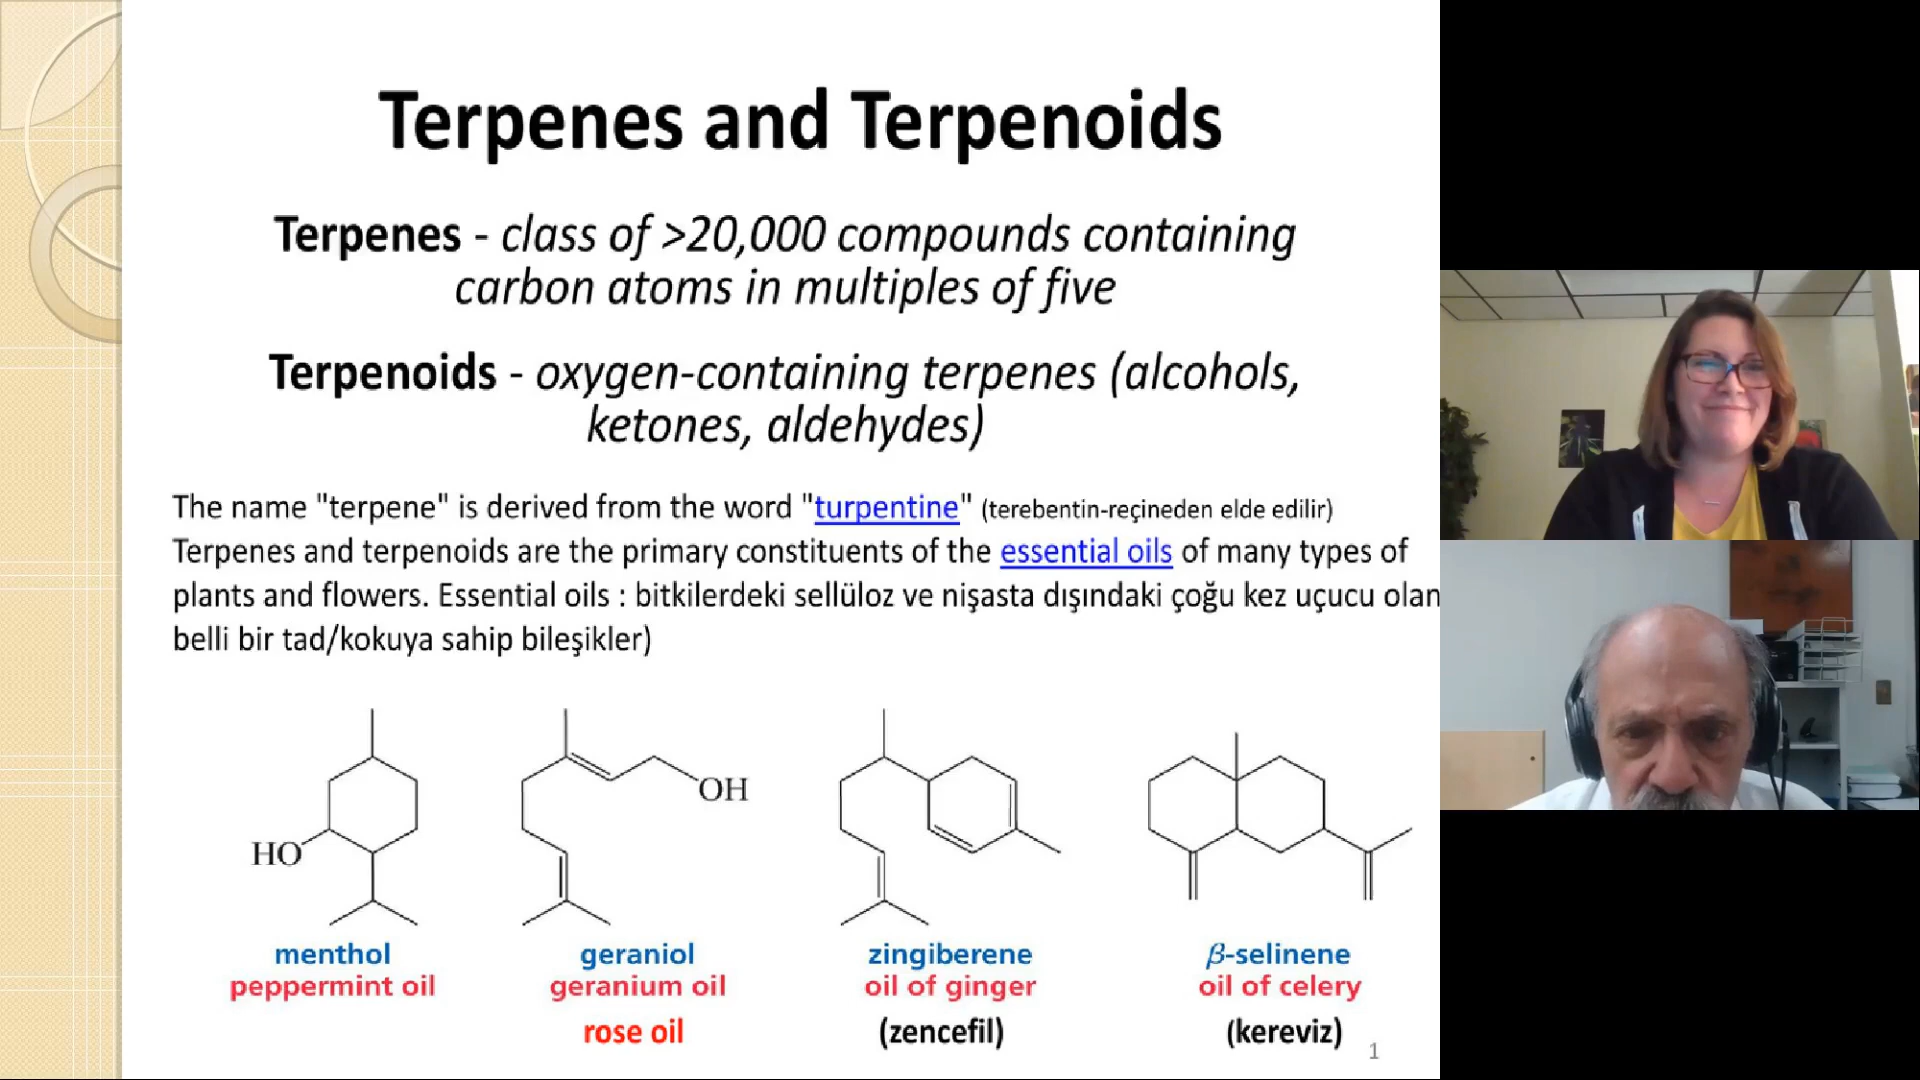 Terpenes and Terpenoids
Terpenes - class of >20,000 compounds containing
carbon atoms in multiples of five
Terpenoids - oxygen-containing terpenes (alcohols,
ketones, aldehydes)
The name "terpene" is derived from the word "turpentine" (terebentin-reçineden elde edilir)
Terpenes and terpenoids are the primary constituents of the essential oils of many types of
plants and flowers. Essential oils : bitkilerdeki sellüloz ve nişasta dışındaki çoğu kez uçucu olan
belli bir tad/kokuya sahip bileşikler)
HO
OH
menthol
peppermint oil
geraniol
geranium oil
rose oil
zingiberene
oil of ginger
(zencefil)
β-selinene
oil of celery
(kereviz)
1